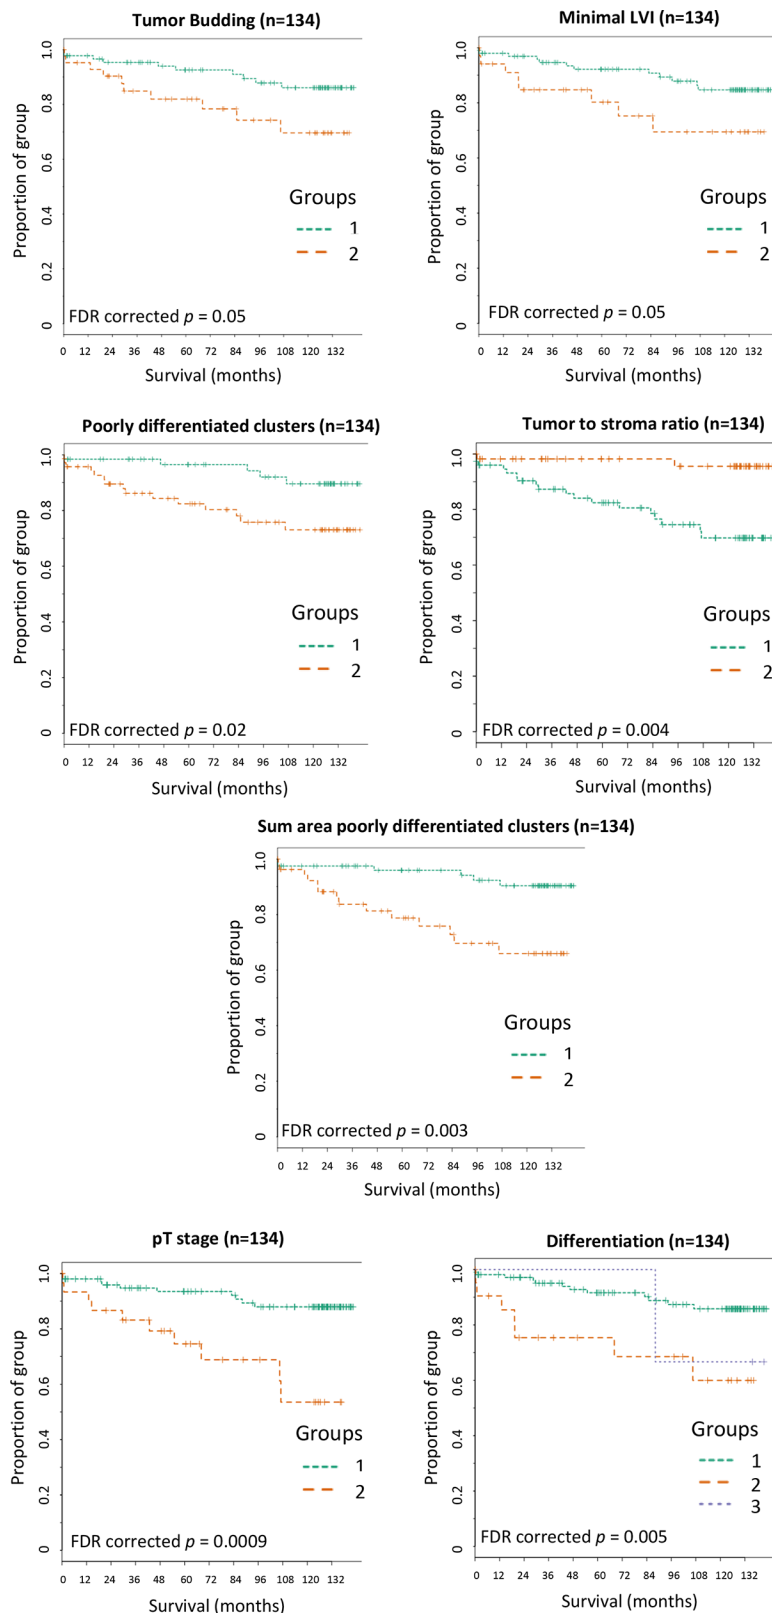 Tumor Budding (n=134)
Proportion of group
1.0
0.8
0.6
0.4
0.2
0
Groups
1
2
FDR corrected p = 0.05
0 12 24 36 48 60 72 84 96 108 120 132
Survival (months)
Minimal LVI (n=134)
Proportion of group
1.0
0.8
0.6
0.4
0.2
0
Groups
1
2
FDR corrected p = 0.05
0 12 24 36 48 60 72 84 96 108 120 132
Survival (months)
Poorly differentiated clusters (n=134)
Proportion of group
1.0
0.8
0.6
0.4
0.2
0
Groups
1
2
FDR corrected p = 0.02
0 12 24 36 48 60 72 84 96 108 120 132
Survival (months)
Tumor to stroma ratio (n=134)
Proportion of group
1.0
0.8
0.6
0.4
0.2
0
Groups
1
2
FDR corrected p = 0.004
0 12 24 36 48 60 72 84 96 108 120 132
Survival (months)
Sum area poorly differentiated clusters (n=134)
Proportion of group
1.0
0.8
0.6
0.4
0.2
0
Groups
1
2
FDR corrected p = 0.003
0 12 24 36 48 60 72 84 96 108 120 132
Survival (months)
pT stage (n=134)
Proportion of group
1.0
0.8
0.6
0.4
0.2
0
Groups
1
2
FDR corrected p = 0.0009
0 12 24 36 48 60 72 84 96 108 120 132
Survival (months)
Differentiation (n=134)
Proportion of group
1.0
0.8
0.6
0.4
0.2
0
Groups
1
2
3
FDR corrected p = 0.005
0 12 24 36 48 60 72 84 96 108 120 132
Survival (months)